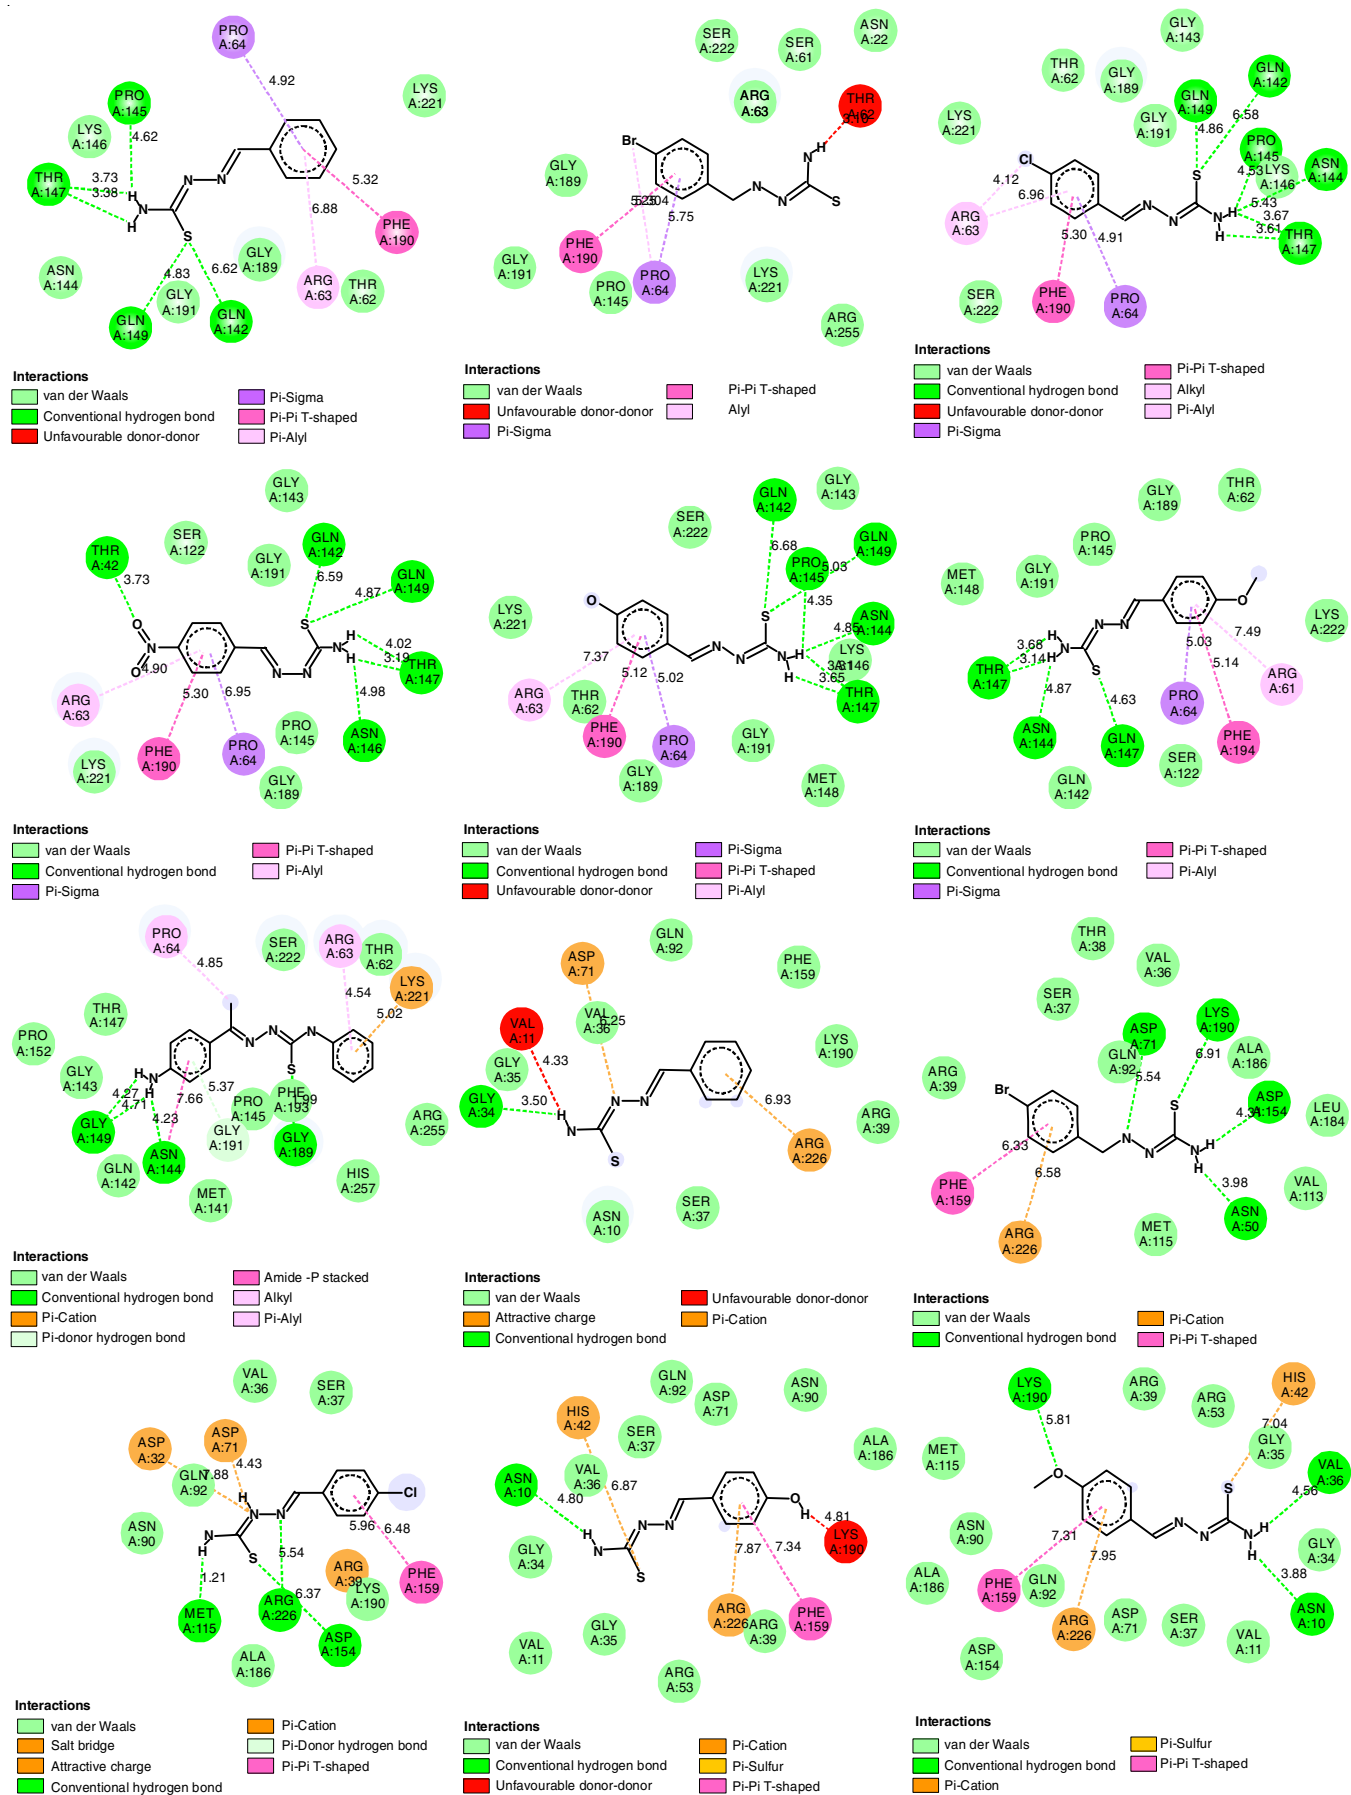 PRO
A:64
4.92
PRO
A:145
LYS
A:221
LYS
A:146
4.62
THR
A:147
3.73
3.38
N
N
H
N
H
S
5.32
6.88
PHE
A:190
GLY
A:189
4.83
6.62
ASN
A:144
GLY
A:191
ARG
A:63
THR
A:62
GLN
A:149
GLN
A:142
Interactions
van der Waals
Conventional hydrogen bond
Unfavourable donor-donor
Pi-Sigma
Pi-Pi T-shaped
Pi-Alyl
SER
A:222
SER
A:61
ASN
A:22
ARG
A:63
THR
A:62
Br
H
N
N
N
S
GLY
A:189
5.75
PHE
A:190
GLY
A:191
PRO
A:145
PRO
A:64
LYS
A:221
ARG
A:255
Interactions
van der Waals
Unfavourable donor-donor
Pi-Sigma
Pi-Pi T-shaped
Alyl
GLY
A:143
THR
A:62
GLY
A:189
GLN
A:142
GLN
A:149
LYS
A:221
GLY
A:191
4.86
6.58
PRO
A:145
Cl
4.53
LYS
A:146
ASN
A:144
4.12
6.96
S
5.43
ARG
A:63
N
N
N
H
H
3.67
3.61
THR
A:147
5.30
4.91
SER
A:222
PHE
A:190
PRO
A:64
Interactions
van der Waals
Conventional hydrogen bond
Unfavourable donor-donor
Pi-Sigma
Pi-Pi T-shaped
Alkyl
Pi-Alyl
GLY
A:143
THR
A:42
SER
A:122
GLN
A:142
GLY
A:191
GLN
A:149
3.73
6.59
4.87
O
N
O
S
H
N
H
N
N
4.02
3.19
THR
A:147
4.90
5.30
6.95
4.98
ARG
A:63
PRO
A:145
ASN
A:146
LYS
A:221
PHE
A:190
PRO
A:64
GLY
A:189
Interactions
van der Waals
Conventional hydrogen bond
Pi-Sigma
Pi-Pi T-shaped
Pi-Alyl
GLN
A:142
GLY
A:143
SER
A:222
GLN
A:149
6.68
PRO
A:145
5.03
LYS
A:221
O
4.35
S
4.85
ASN
A:144
LYS
A:146
N
N
N
H
H
3.65
7.37
5.12
5.02
ARG
A:63
THR
A:62
THR
A:147
PHE
A:190
PRO
A:64
GLY
A:191
GLY
A:189
MET
A:148
Interactions
van der Waals
Conventional hydrogen bond
Unfavourable donor-donor
Pi-Sigma
Pi-Pi T-shaped
Pi-Alyl
GLY
A:189
THR
A:62
PRO
A:145
MET
A:148
GLY
A:191
O
LYS
A:222
N
N
H
N
H
S
3.68
3.14
5.03
7.49
5.14
THR
A:147
4.87
4.63
ARG
A:61
PRO
A:64
ASN
A:144
GLN
A:147
PHE
A:194
SER
A:122
GLN
A:142
Interactions
van der Waals
Conventional hydrogen bond
Pi-Sigma
Pi-Pi T-shaped
Pi-Alyl
PRO
A:64
SER
A:222
ARG
A:63
THR
A:62
LYS
A:221
4.85
4.54
5.02
THR
A:147
PRO
A:152
N
N
N
S
GLY
A:143
H
N
H
4.27
4.71
5.37
7.66
PRO
A:145
PHE
A:193
GLY
A:149
4.23
ASN
A:144
GLY
A:191
GLY
A:189
ARG
A:255
GLN
A:142
MET
A:141
HIS
A:257
Interactions
van der Waals
Conventional hydrogen bond
Pi-Cation
Pi-donor hydrogen bond
Amide -P stacked
Alkyl
Pi-Alyl
GLN
A:92
ASP
A:71
PHE
A:159
VAL
A:11
VAL
A:36
6.25
LYS
A:190
GLY
A:35
4.33
GLY
A:34
3.50
H
N
N
N
S
6.93
ARG
A:39
ARG
A:226
ASN
A:10
SER
A:37
Interactions
van der Waals
Attractive charge
Conventional hydrogen bond
Unfavourable donor-donor
Pi-Cation
THR
A:38
VAL
A:36
SER
A:37
LYS
A:190
ASP
A:71
GLN
A:92
5.54
6.91
ALA
A:186
ARG
A:39
Br
ASP
A:154
LEU
A:184
S
N
N
N
H
H
6.33
6.58
3.98
PHE
A:159
VAL
A:113
ASN
A:50
ARG
A:226
MET
A:115
Interactions
van der Waals
Conventional hydrogen bond
Pi-Cation
Pi-Pi T-shaped
VAL
A:36
SER
A:37
ASP
A:32
ASP
A:71
GLN
A:92
7.88
4.43
ASN
A:90
H
N
N
Cl
N
H
S
5.96
6.48
5.54
1.21
6.37
ARG
A:39
LYS
A:190
PHE
A:159
MET
A:115
ARG
A:226
ASP
A:154
ALA
A:186
Interactions
van der Waals
Salt bridge
Attractive charge
Conventional hydrogen bond
Pi-Cation
Pi-Donor hydrogen bond
Pi-Pi T-shaped
GLN
A:92
ASP
A:71
ASN
A:90
HIS
A:42
SER
A:37
ALA
A:186
ASN
A:10
VAL
A:36
6.87
4.80
O
H
4.81
LYS
A:190
H
N
N
N
S
7.87
7.34
GLY
A:34
GLY
A:35
VAL
A:11
ARG
A:226
ARG
A:39
PHE
A:159
ARG
A:53
Interactions
van der Waals
Conventional hydrogen bond
Unfavourable donor-donor
Pi-Cation
Pi-Sulfur
Pi-Pi T-shaped
LYS
A:190
ARG
A:39
ARG
A:53
HIS
A:42
5.81
7.04
GLY
A:35
MET
A:115
VAL
A:36
4.56
O
S
ASN
A:90
7.31
7.95
N
N
N
H
H
GLY
A:34
3.88
ALA
A:186
PHE
A:159
GLN
A:92
ARG
A:226
ASP
A:71
SER
A:37
ASN
A:10
VAL
A:11
ASP
A:154
Interactions
van der Waals
Conventional hydrogen bond
Pi-Cation
Pi-Sulfur
Pi-Pi T-shaped